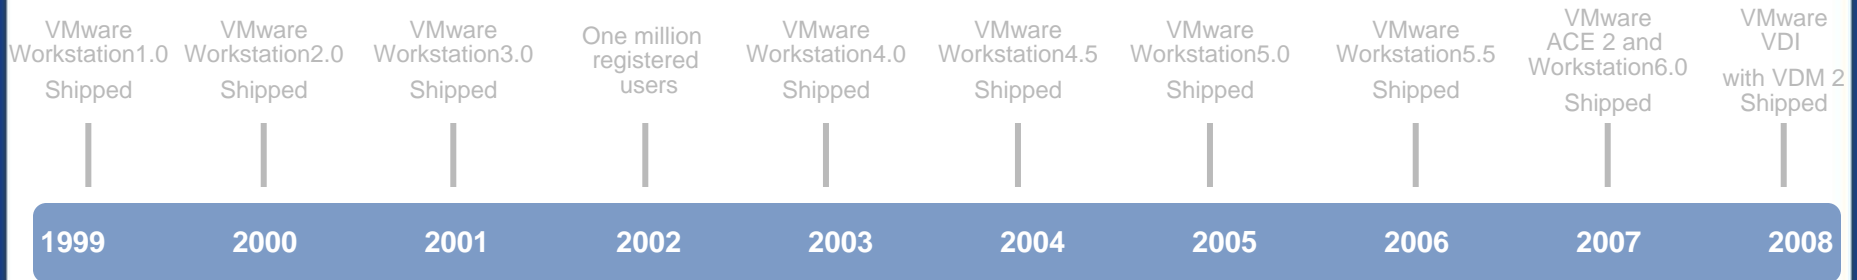 VMware
Workstation1.0
Shipped
VMware
Workstation2.0
Shipped
VMware
Workstation3.0
Shipped
One million
registered
users
VMware
Workstation4.0
Shipped
VMware
Workstation4.5
Shipped
VMware
Workstation5.0
Shipped
VMware
Workstation5.5
Shipped
VMware
ACE 2 and
Workstation6.0
Shipped
VMware
VDI
with VDM 2
Shipped
1999 2000 2001 2002 2003 2004 2005 2006 2007 2008